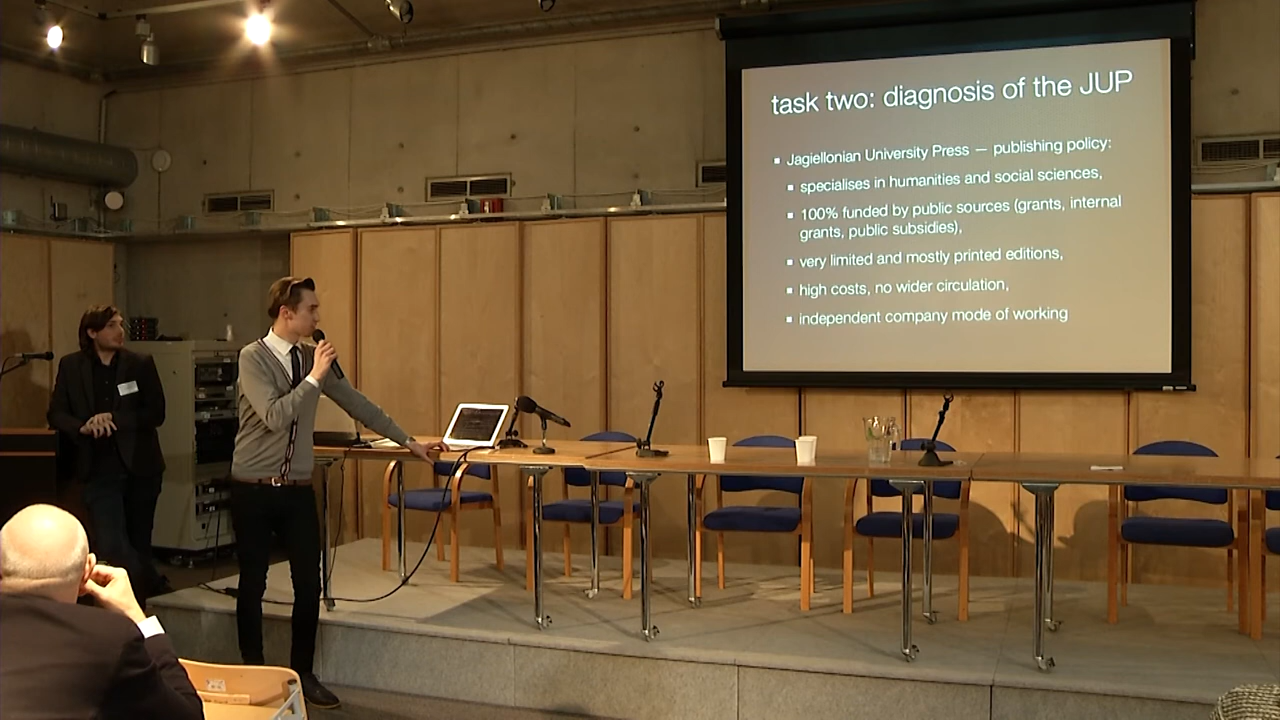 task two: diagnosis of the JUP
▪ Jagiellonian University Press — publishing policy:
▪ specialises in humanities and social sciences,
▪ 100% funded by public sources (grants, internal
grants, public subsidies),
▪ very limited and mostly printed editions,
▪ high costs, no wider circulation,
▪ independent company mode of working